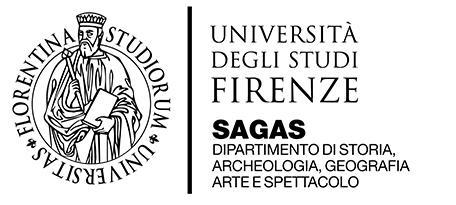 FLORENTINA STUDIORUM UNIVERSITAS
UNIVERSITÀ
DEGLI STUDI
FIRENZE
SAGAS
DIPARTIMENTO DI STORIA,
ARCHEOLOGIA, GEOGRAFIA
ARTE E SPETTACOLO